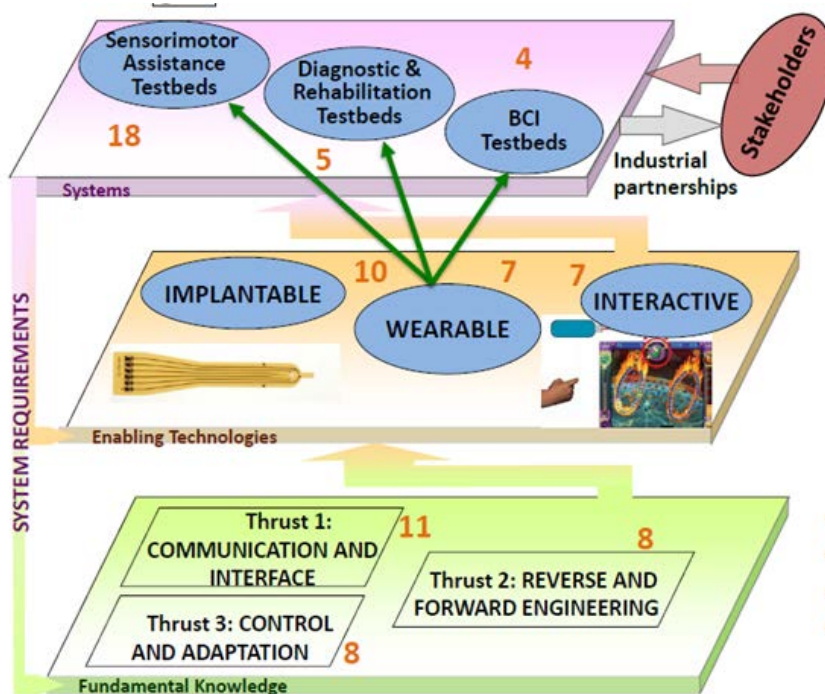 Sensorimotor
Assistance
Testbeds
Diagnostic &
Rehabilitation
Testbeds
4
BCI
Testbeds
18
5
Stakeholders
Industrial
partnerships
Systems
SYSTEM REQUIREMENTS
IMPLANTABLE
10
7
7
WEARABLE
INTERACTIVE
Enabling Technologies
Thrust 1:
COMMUNICATION AND
INTERFACE
11
8
Thrust 2: REVERSE AND
FORWARD ENGINEERING
Thrust 3: CONTROL
AND ADAPTATION
8
Fundamental Knowledge